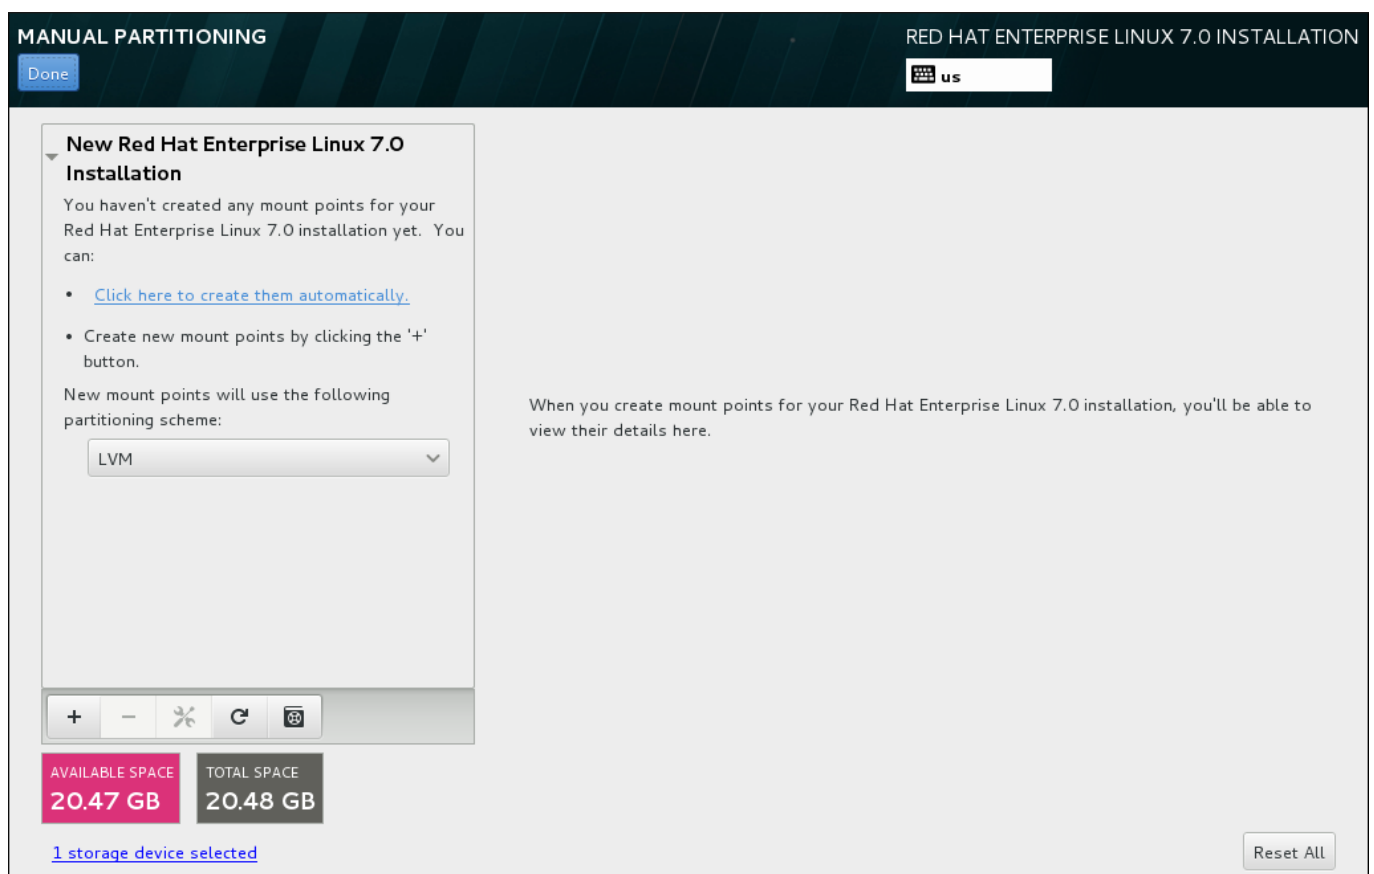 MANUAL PARTITIONING
RED HAT ENTERPRISE LINUX 7.0 INSTALLATION
Done
us
New Red Hat Enterprise Linux 7.0
Installation
You haven't created any mount points for your
Red Hat Enterprise Linux 7.0 installation yet.  You
can:
• Click here to create them automatically.
• Create new mount points by clicking the '+'
button.
New mount points will use the following
partitioning scheme:
LVM
When you create mount points for your Red Hat Enterprise Linux 7.0 installation, you'll be able to
view their details here.
+ −
AVAILABLE SPACE
20.47 GB
TOTAL SPACE
20.48 GB
1 storage device selected
Reset All